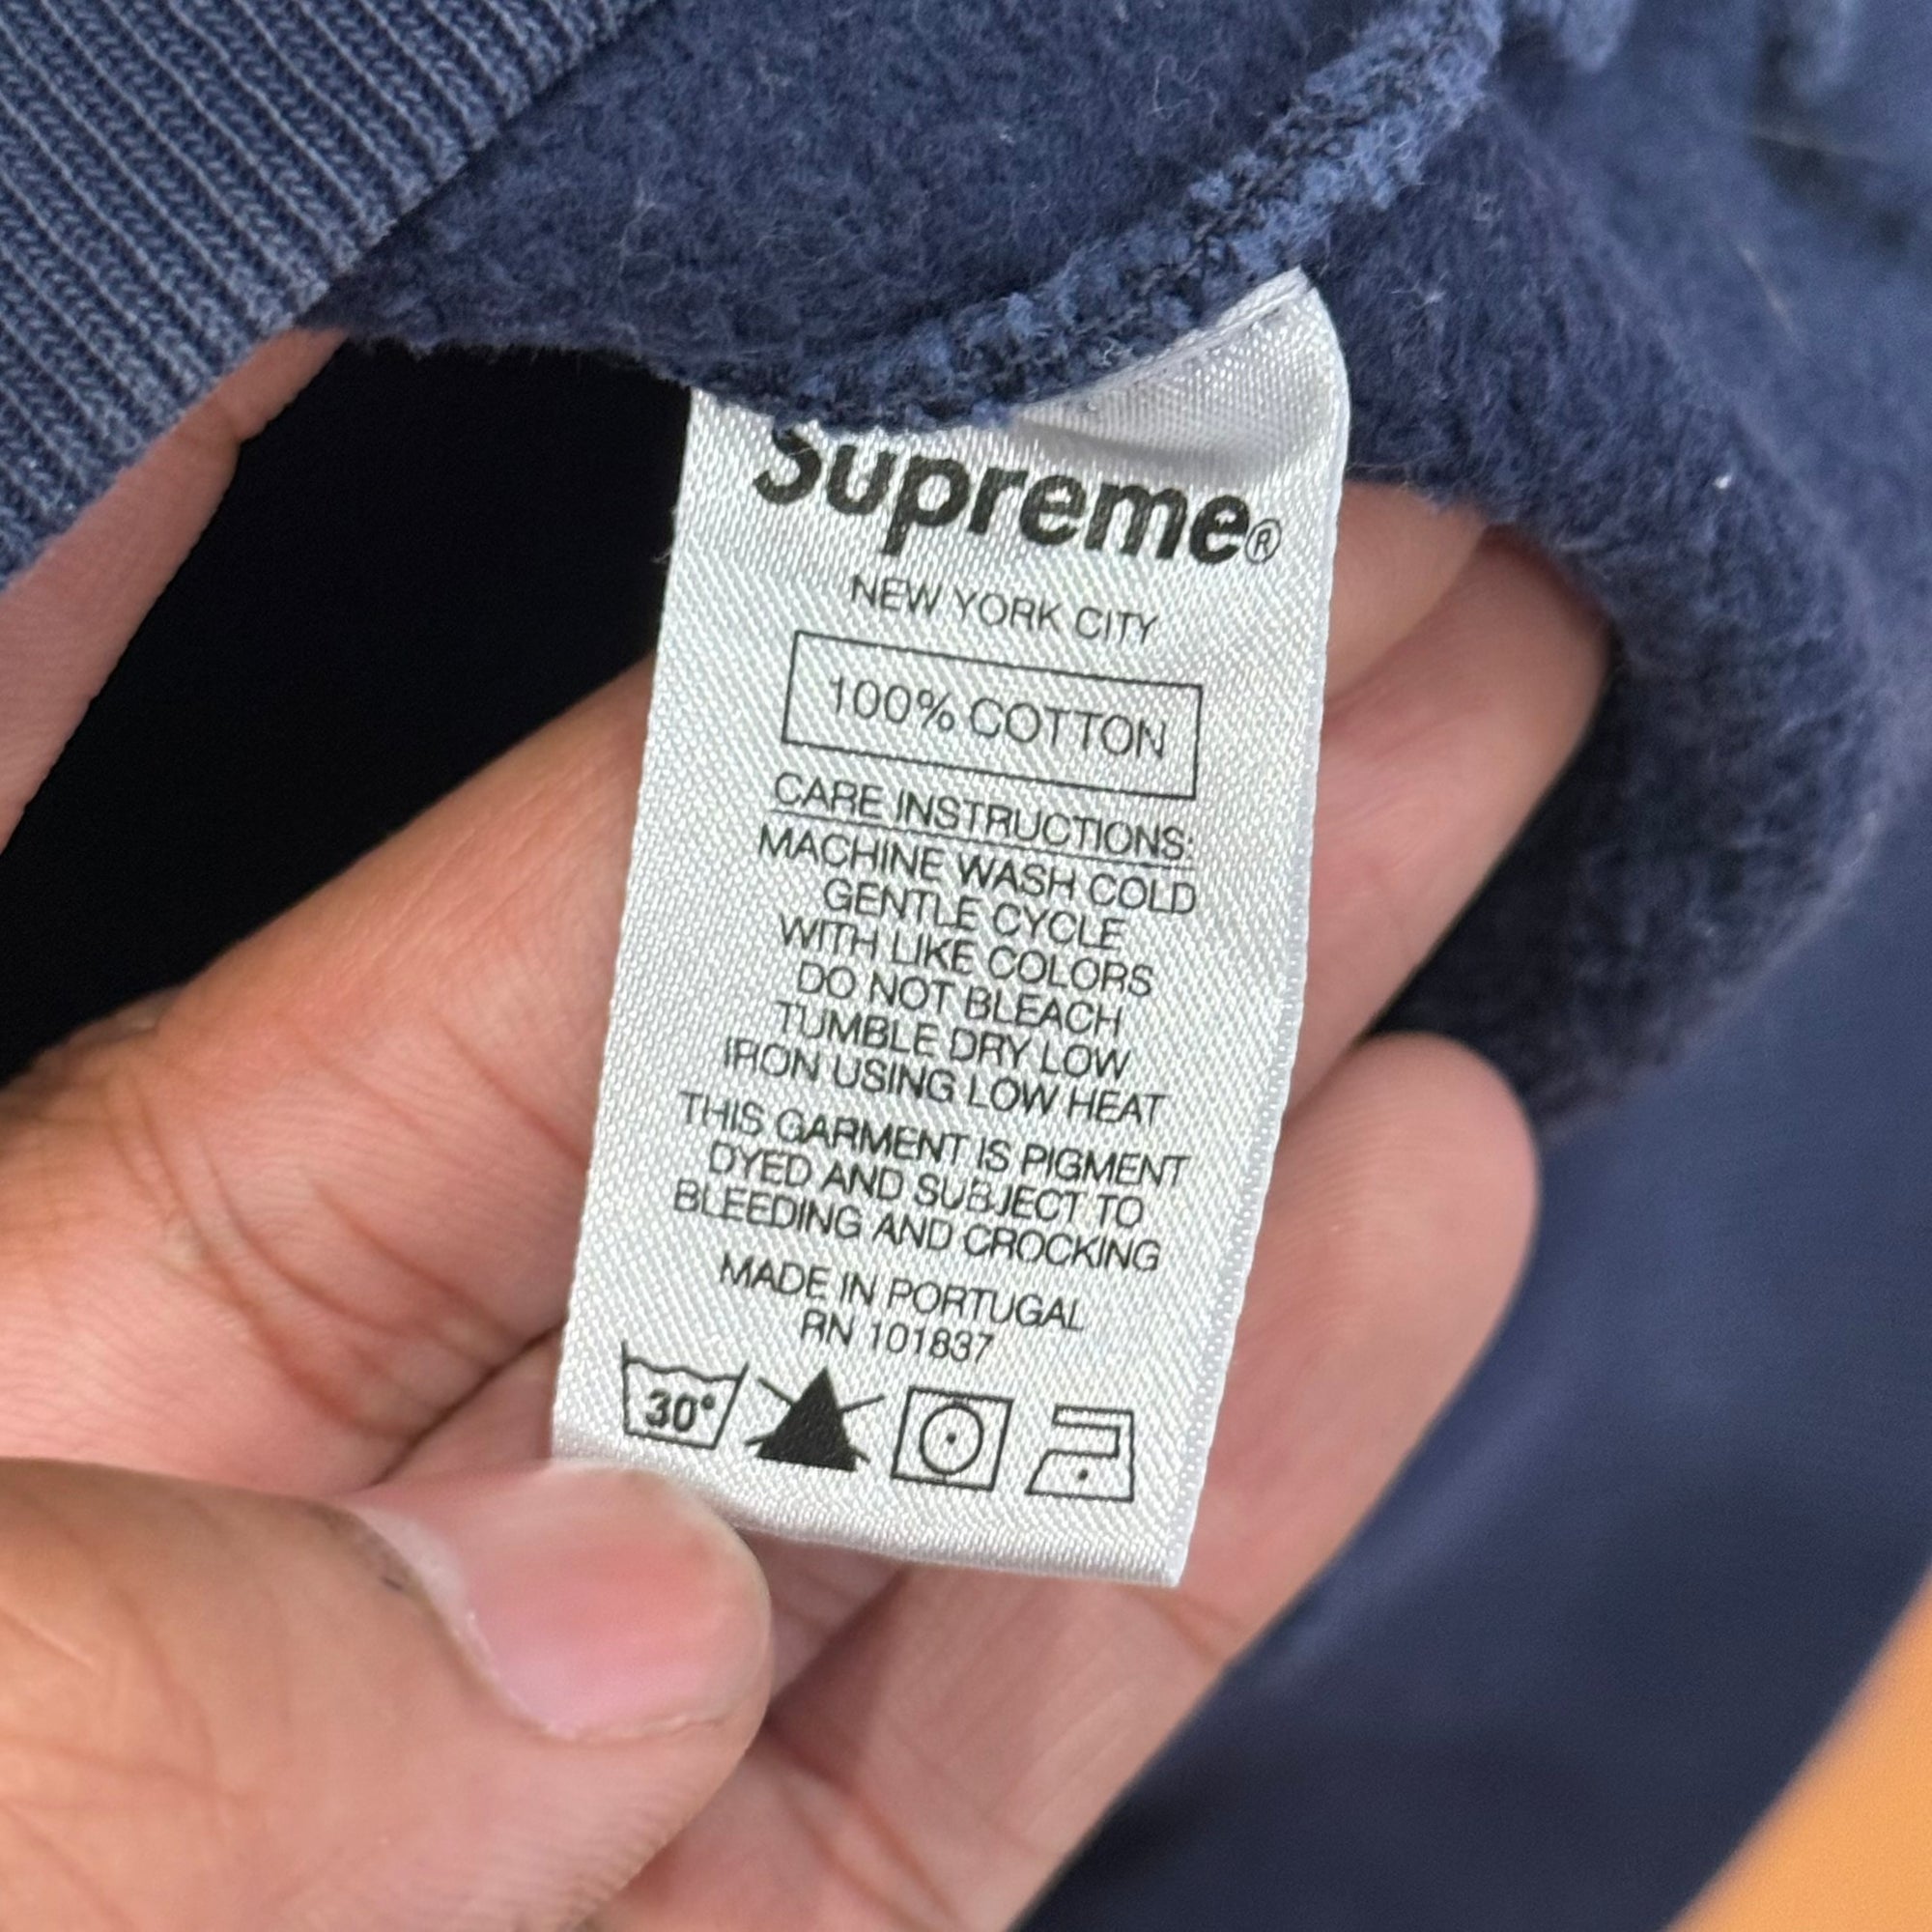 Supreme®
NEW YORK CITY
100% COTTON
CARE INSTRUCTIONS:
MACHINE WASH COLD
GENTLE CYCLE
WITH LIKE COLORS
DO NOT BLEACH
TUMBLE DRY LOW
IRON USING LOW HEAT
THIS GARMENT IS PIGMENT
DYED AND SUBJECT TO
BLEEDING AND CROCKING
MADE IN PORTUGAL
RN 101837
30°